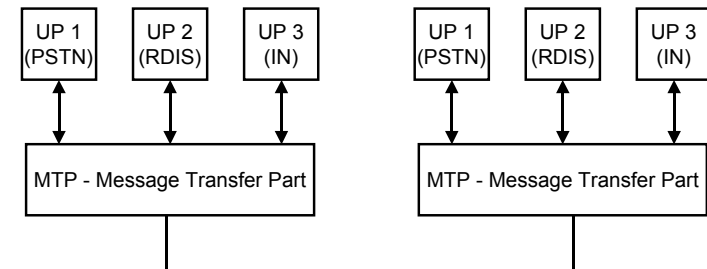 UP 1
(PSTN)
UP 2
(RDIS)
UP 3
(IN)
MTP - Message Transfer Part
UP 1
(PSTN)
UP 2
(RDIS)
UP 3
(IN)
MTP - Message Transfer Part